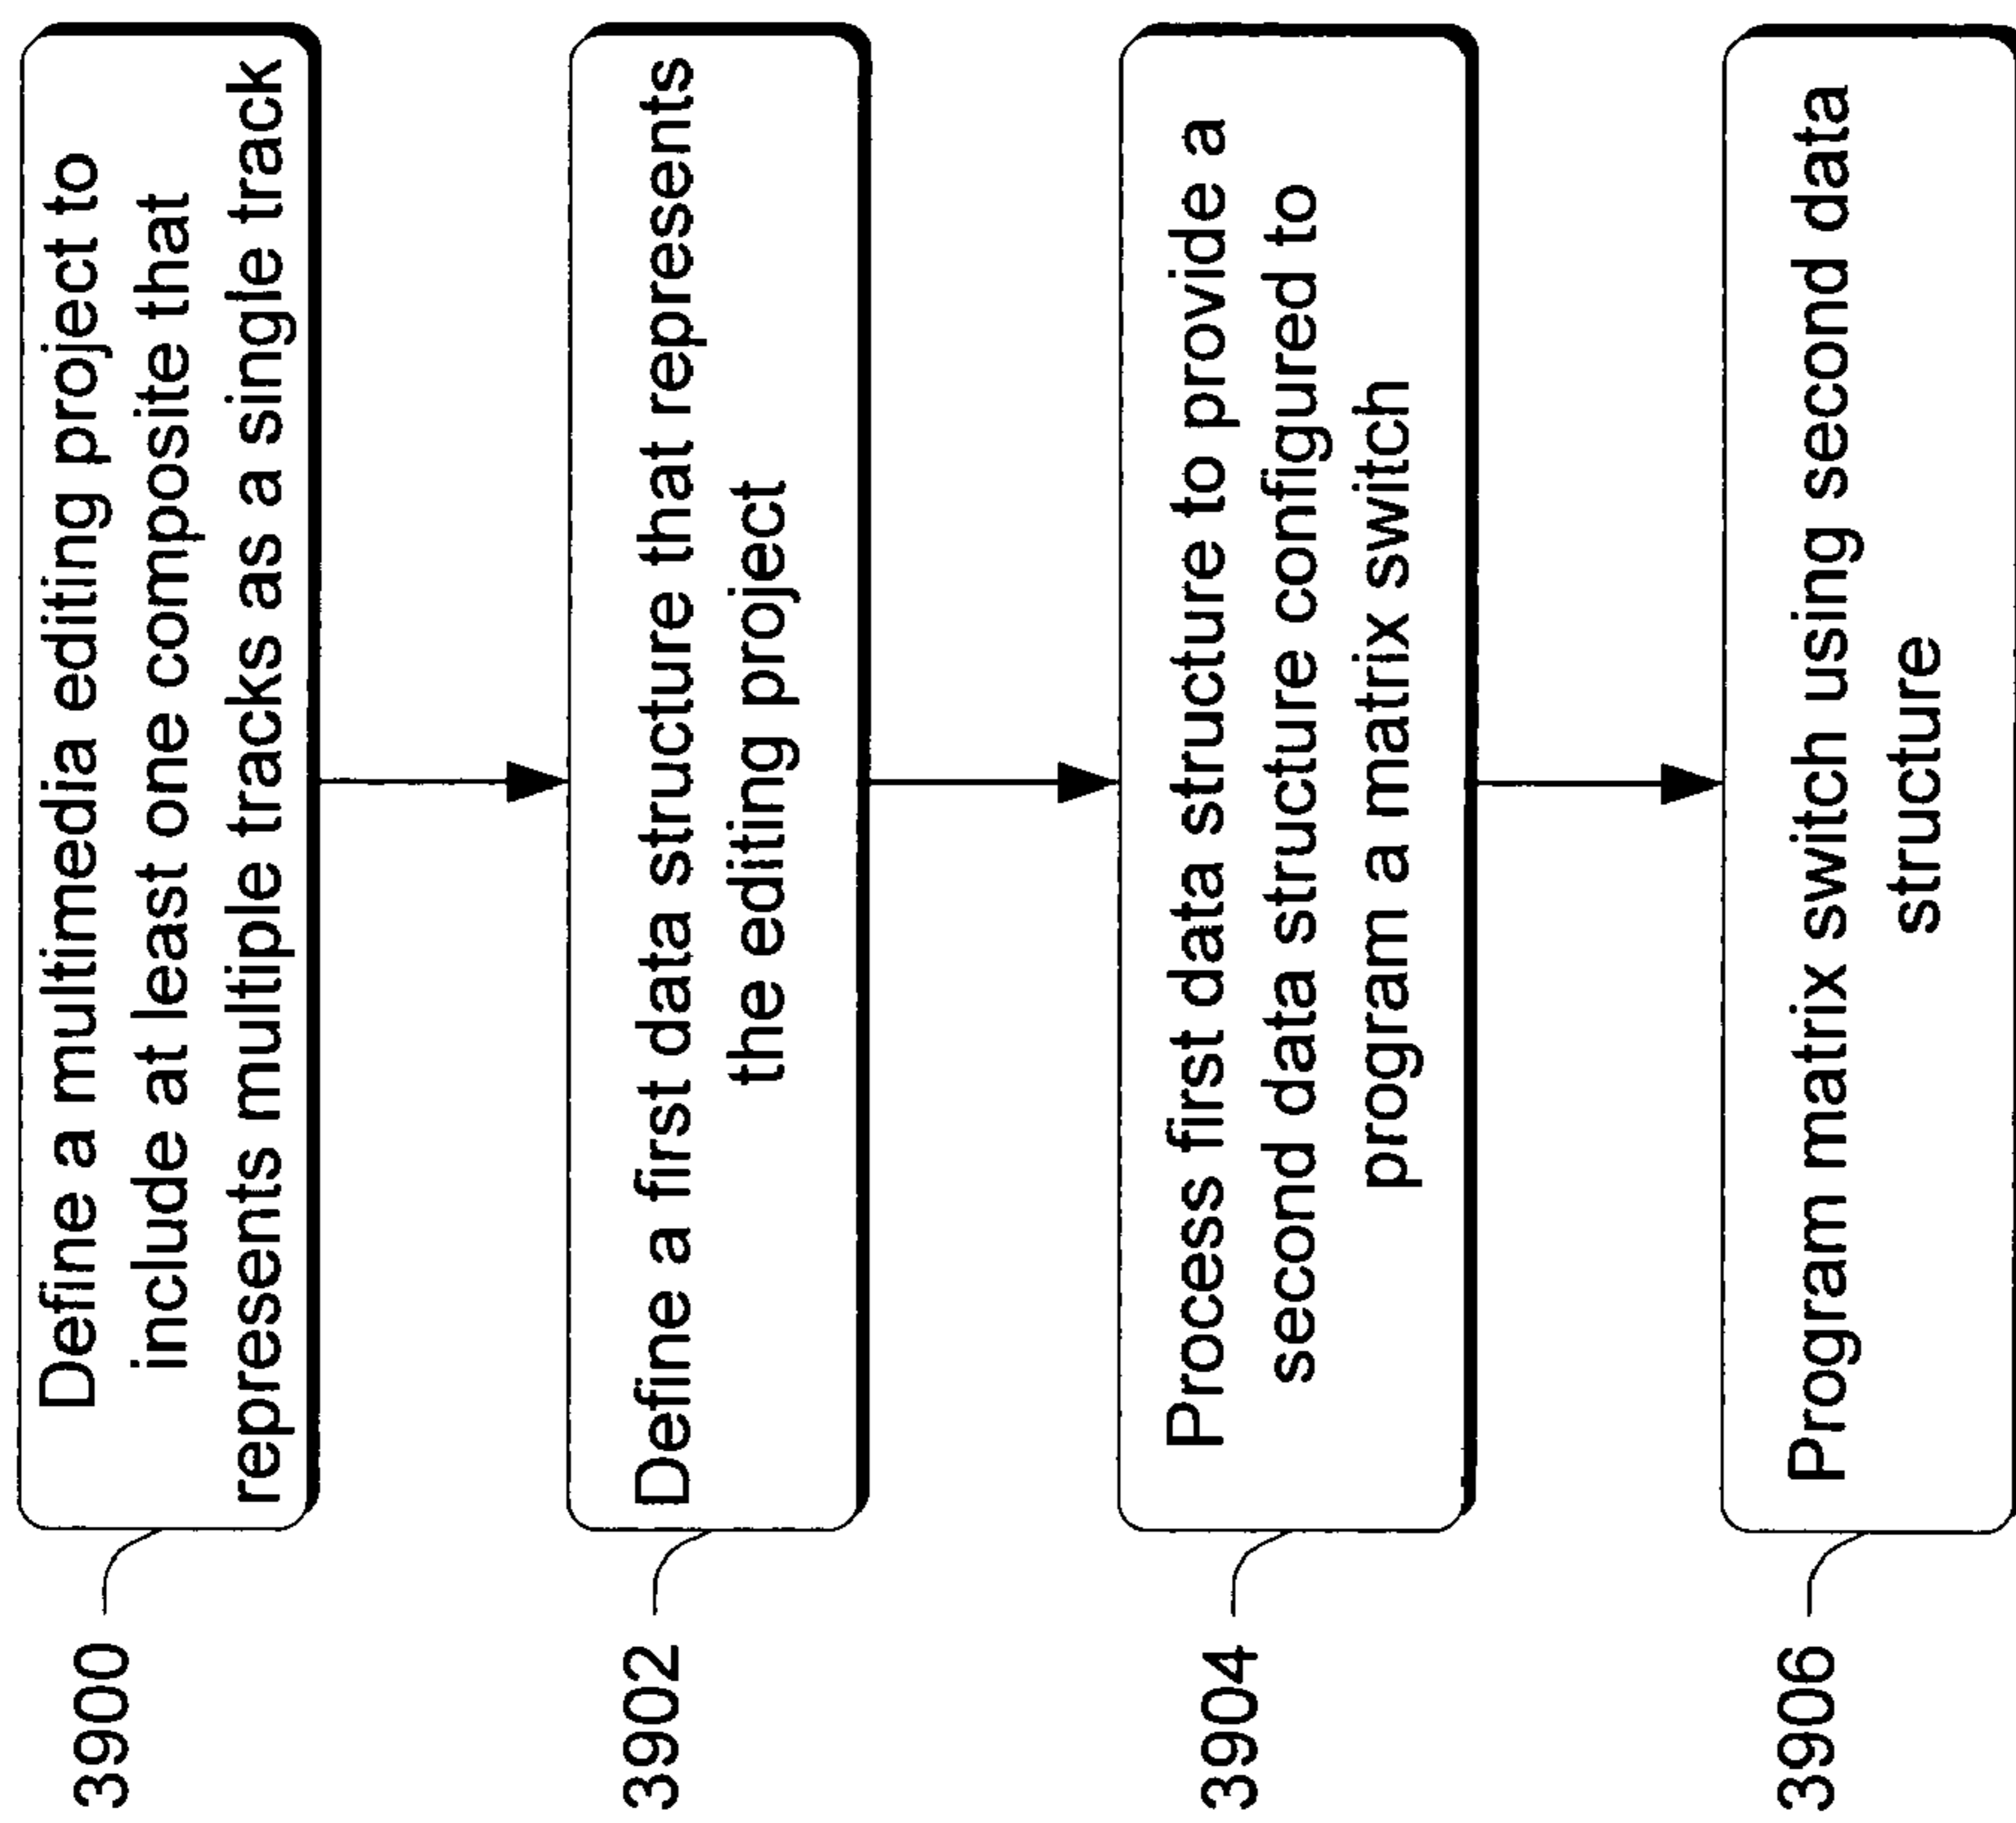 3900
Define a multimedia editing project to
include at least one composite that
represents multiple tracks as a single track
3902
Define a first data structure that represents
the editing project
3904
Process first data structure to provide a
second data structure configured to
program a matrix switch
3906
Program matrix switch using second data
structure